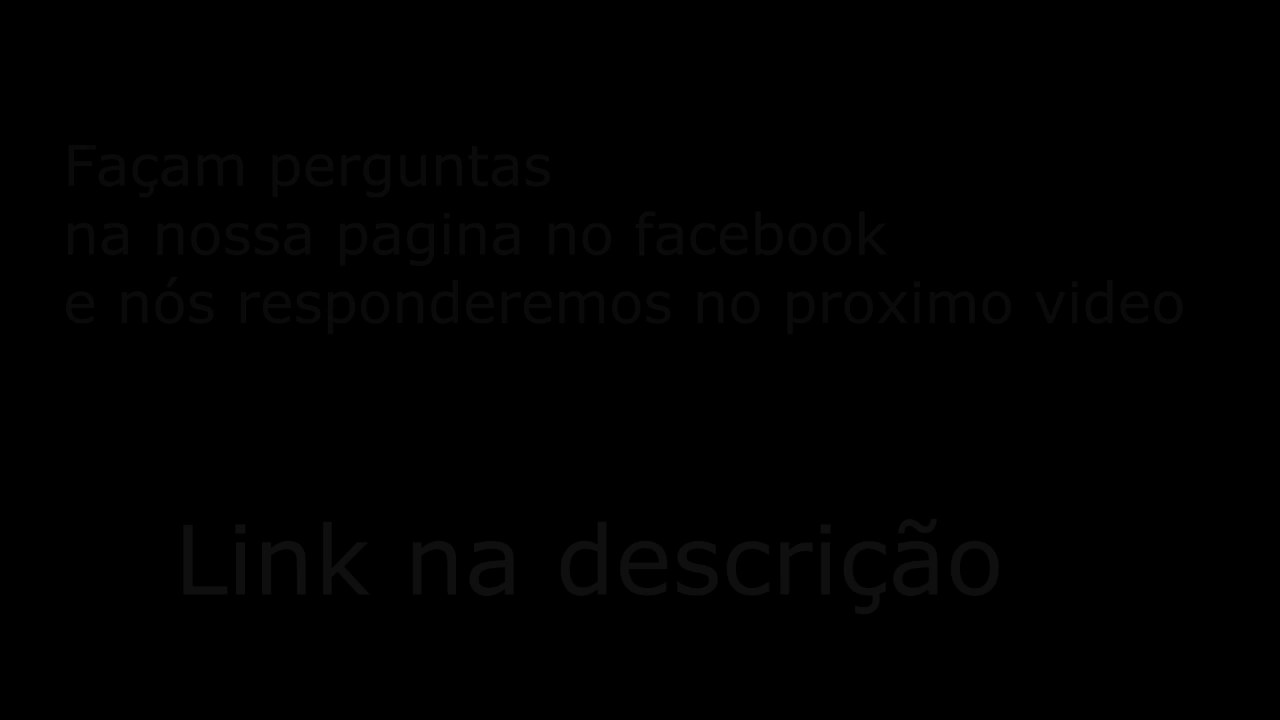 Façam perguntas
na nossa pagina no facebook
e nós responderemos no proximo video
Link na descrição